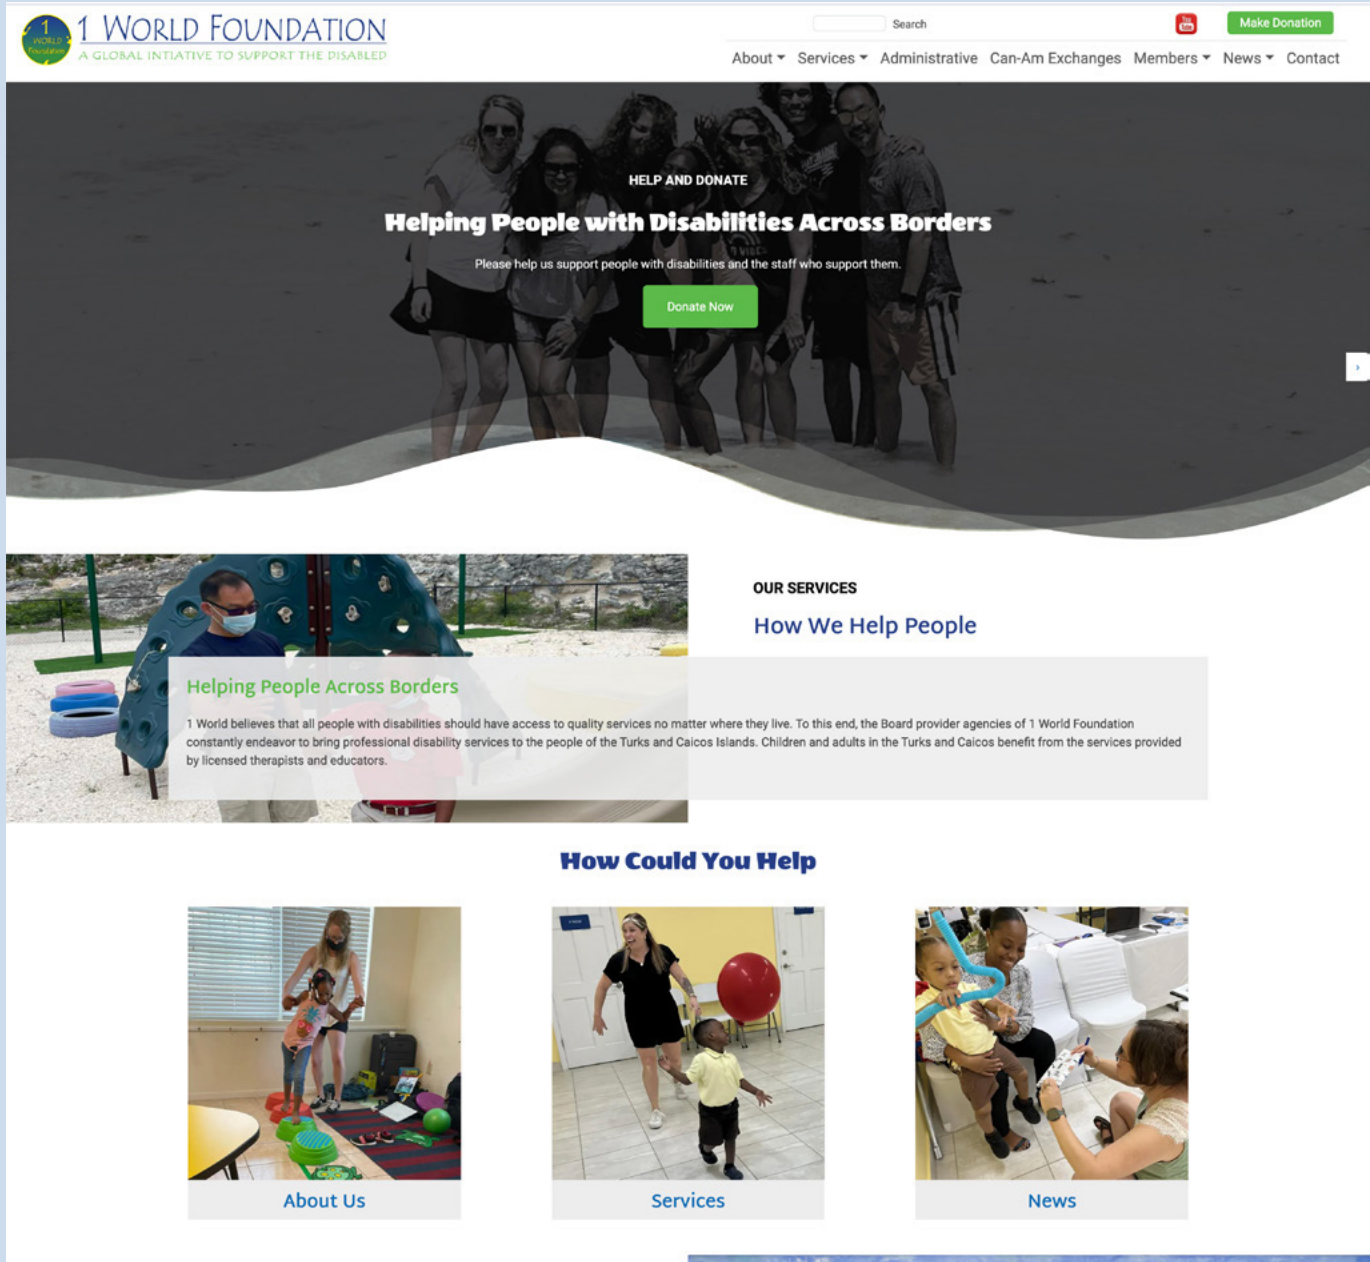 1 WORLD Foundation
1 WORLD FOUNDATION
A GLOBAL INTIATIVE TO SUPPORT THE DISABLED
Search
You Tube
Make Donation
About Services Administrative Can-Am Exchanges Members News Contact
HELP AND DONATE
Helping People with Disabilities Across Borders
Please help us support people with disabilities and the staff who support them.
Donate Now
OUR SERVICES
How We Help People
Helping People Across Borders
1 World believes that all people with disabilities should have access to quality services no matter where they live. To this end, the Board provider agencies of 1 World Foundation
constantly endeavor to bring professional disability services to the people of the Turks and Caicos Islands. Children and adults in the Turks and Caicos benefit from the services provided
by licensed therapists and educators.
How Could You Help
About Us
Services
News